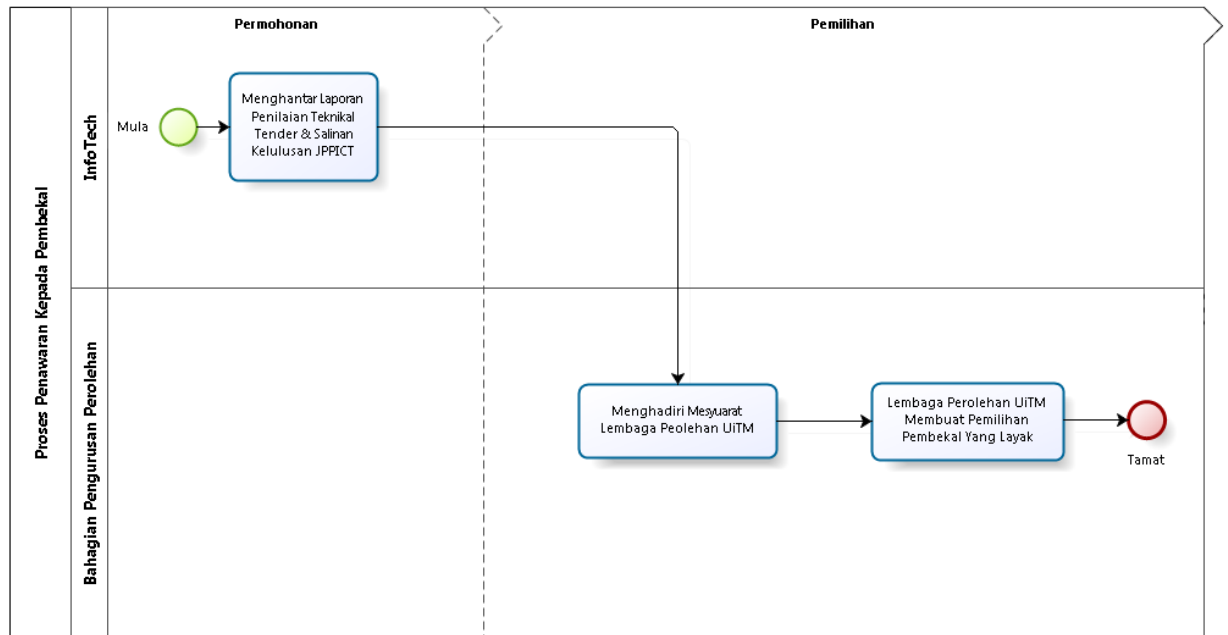 Permohonan
Pemilihan
Proses Penawaran Kepada Pembekal
InfoTech
Mula
Menghantar Laporan
Penilaian Teknikal
Tender & Salinan
Kelulusan JPPICT
Bahagian Pengurusan Perolehan
Menghadiri Mesyuarat
Lembaga Peolehan UiTM
Lembaga Perolehan UiTM
Membuat Pemilihan
Pembekal Yang Layak
Tamat